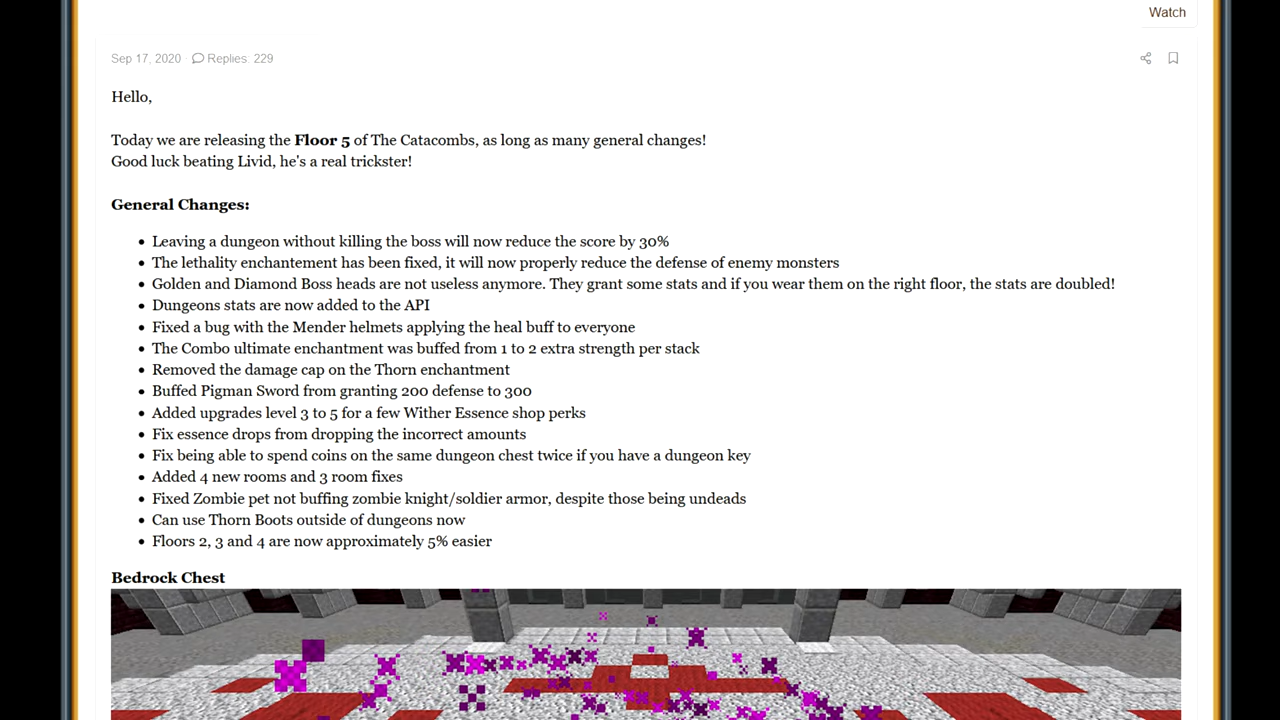 Watch
Sep 17, 2020 · Replies: 229
Hello,
Today we are releasing the Floor 5 of The Catacombs, as long as many general changes!
Good luck beating Livid, he's a real trickster!
General Changes:
• Leaving a dungeon without killing the boss will now reduce the score by 30%
• The lethality enchantement has been fixed, it will now properly reduce the defense of enemy monsters
• Golden and Diamond Boss heads are not useless anymore. They grant some stats and if you wear them on the right floor, the stats are doubled!
• Dungeons stats are now added to the API
• Fixed a bug with the Mender helmets applying the heal buff to everyone
• The Combo ultimate enchantment was buffed from 1 to 2 extra strength per stack
• Removed the damage cap on the Thorn enchantment
• Buffed Pigman Sword from granting 200 defense to 300
• Added upgrades level 3 to 5 for a few Wither Essence shop perks
• Fix essence drops from dropping the incorrect amounts
• Fix being able to spend coins on the same dungeon chest twice if you have a dungeon key
• Added 4 new rooms and 3 room fixes
• Fixed Zombie pet not buffing zombie knight/soldier armor, despite those being undeads
• Can use Thorn Boots outside of dungeons now
• Floors 2, 3 and 4 are now approximately 5% easier
Bedrock Chest